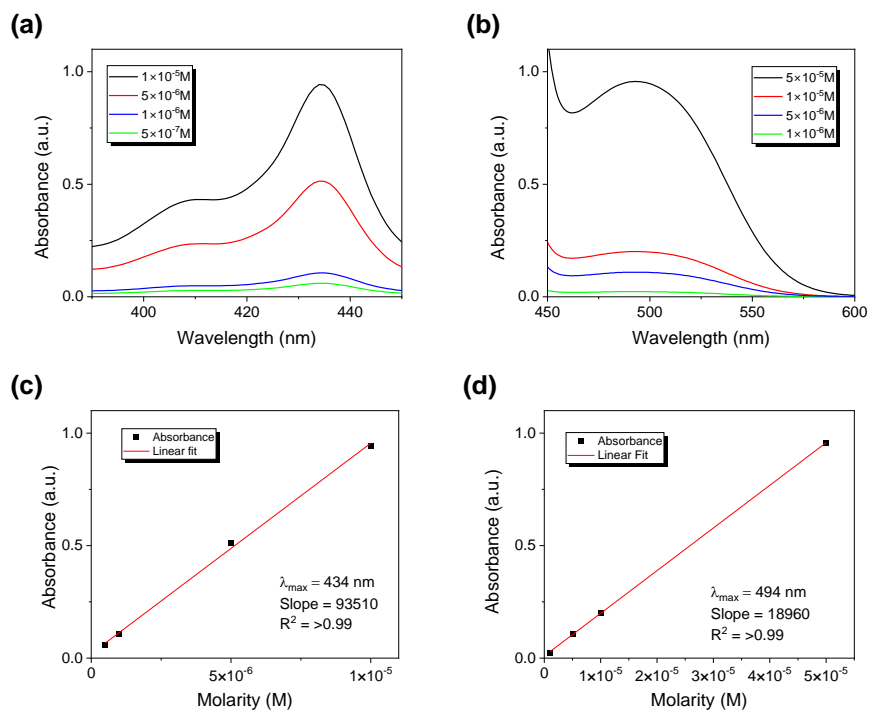 (a)
1×10⁻⁵M
5×10⁻⁶M
1×10⁻⁶M
5×10⁻⁷M
Absorbance (a.u.)
1.0
0.5
0.0
400
420
440
Wavelength (nm)
(b)
5×10⁻⁵M
1×10⁻⁵M
5×10⁻⁶M
1×10⁻⁶M
Absorbance (a.u.)
1.0
0.5
0.0
450
500
550
600
Wavelength (nm)
(c)
Absorbance
Linear fit
Absorbance (a.u.)
1.0
0.5
0.0
λmax = 434 nm
Slope = 93510
R² = >0.99
0
5×10⁻⁶
1×10⁻⁵
Molarity (M)
(d)
Absorbance
Linear Fit
Absorbance (a.u.)
1.0
0.5
0.0
λmax = 494 nm
Slope = 18960
R² = >0.99
0
1×10⁻⁵
2×10⁻⁵
3×10⁻⁵
4×10⁻⁵
5×10⁻⁵
Molarity (M)